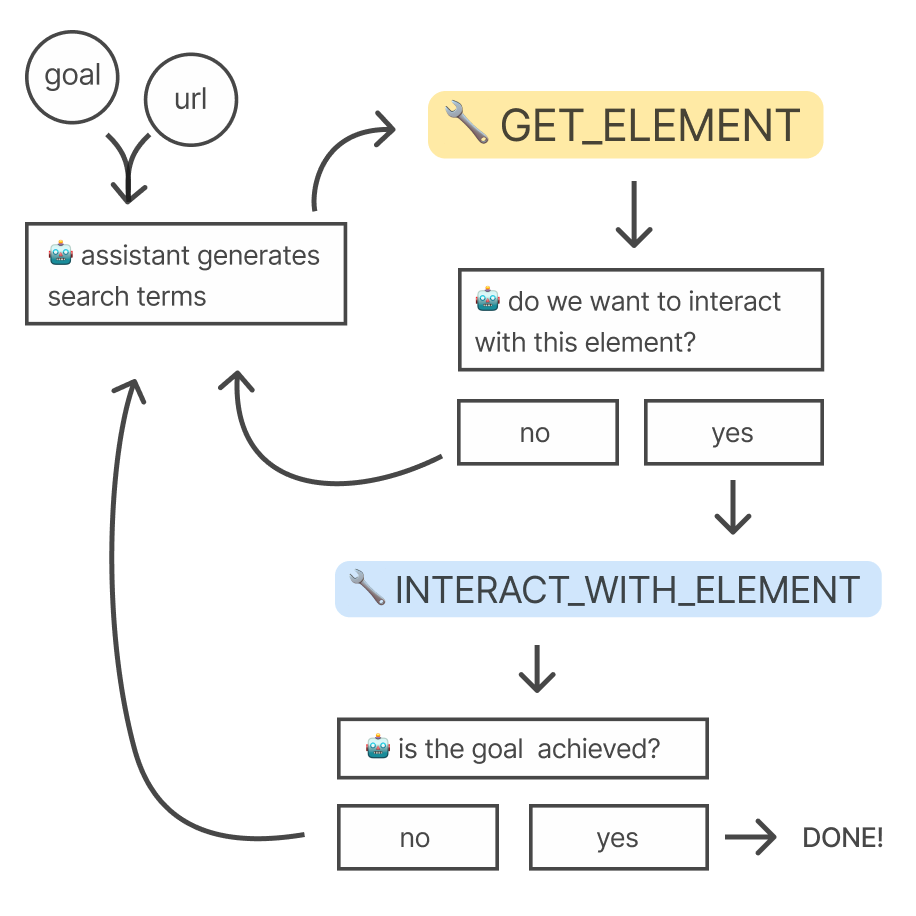 goal
url
🔧 GET_ELEMENT
🤖 assistant generates
search terms
🤖 do we want to interact
with this element?
no
yes
🔧 INTERACT_WITH_ELEMENT
🤖 is the goal  achieved?
no
yes
DONE!